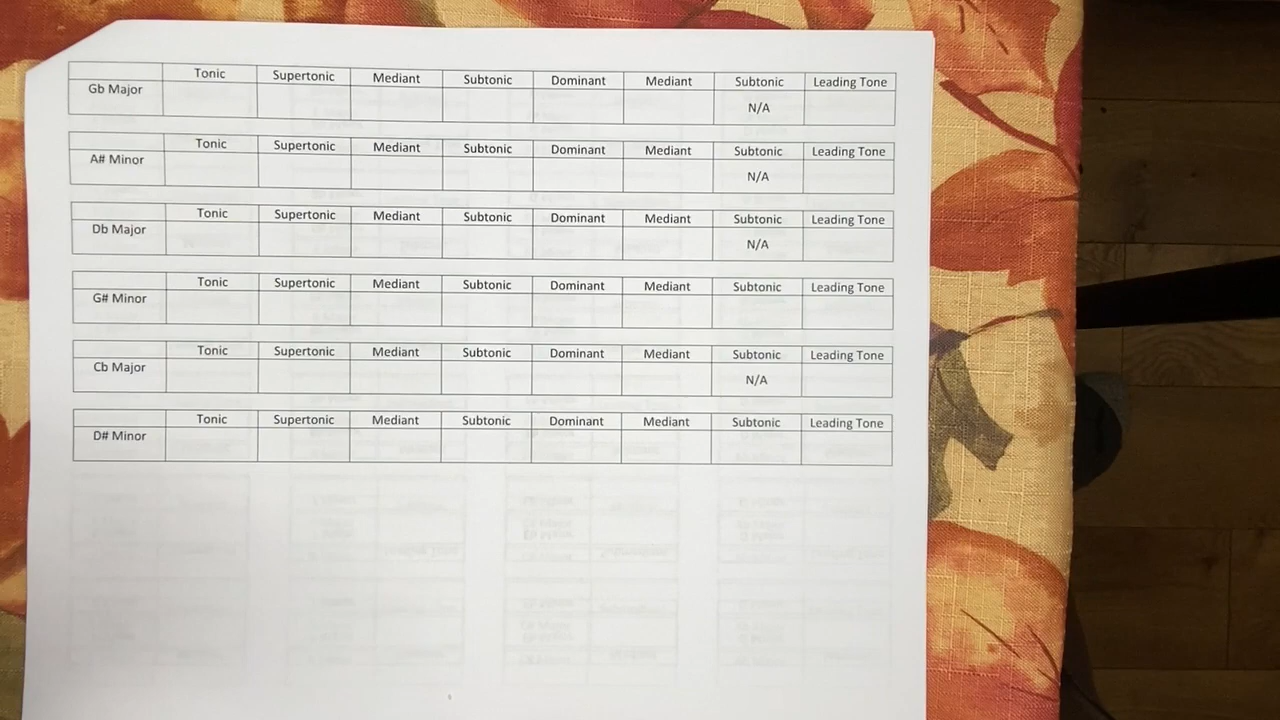 Tonic Supertonic Mediant Subtonic Dominant Mediant Subtonic Leading Tone
Gb Major N/A
Tonic Supertonic Mediant Subtonic Dominant Mediant Subtonic Leading Tone
A# Minor N/A
Tonic Supertonic Mediant Subtonic Dominant Mediant Subtonic Leading Tone
Db Major N/A
Tonic Supertonic Mediant Subtonic Dominant Mediant Subtonic Leading Tone
G# Minor
Tonic Supertonic Mediant Subtonic Dominant Mediant Subtonic Leading Tone
Cb Major N/A
Tonic Supertonic Mediant Subtonic Dominant Mediant Subtonic Leading Tone
D# Minor